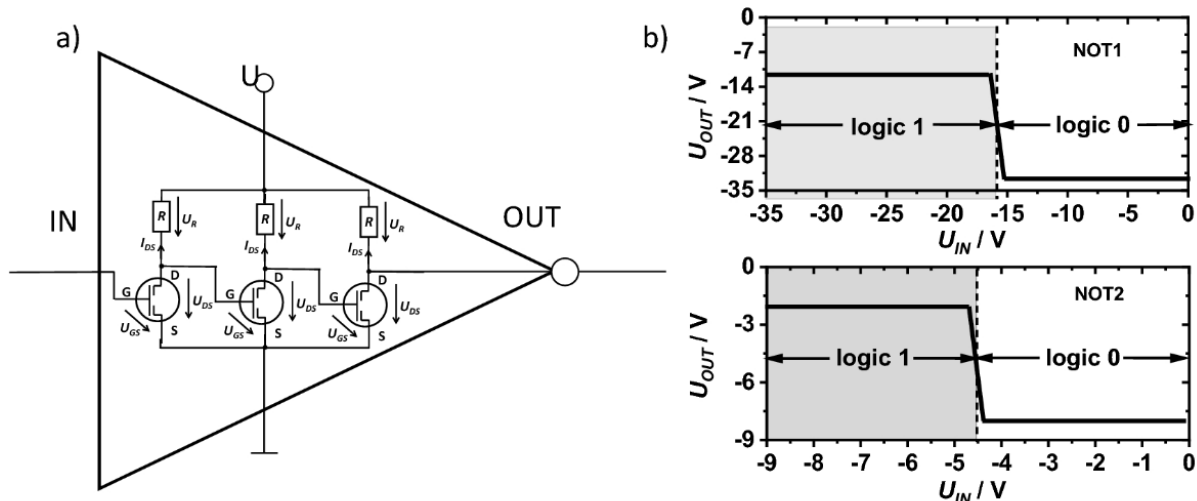 a)
U
IN
OUT
R
U_R
R
U_R
R
U_R
I_DS
I_DS
I_DS
D
D
D
G
G
G
U_DS
U_DS
U_DS
U_GS
S
U_GS
S
U_GS
S
b)
0
-7
-14
-21
-28
-35
U_OUT / V
NOT1
logic 1
logic 0
-35 -30 -25 -20 -15 -10 -5 0
U_IN / V
0
-3
-6
-9
U_OUT / V
NOT2
logic 1
logic 0
-9 -8 -7 -6 -5 -4 -3 -2 -1 0
U_IN / V